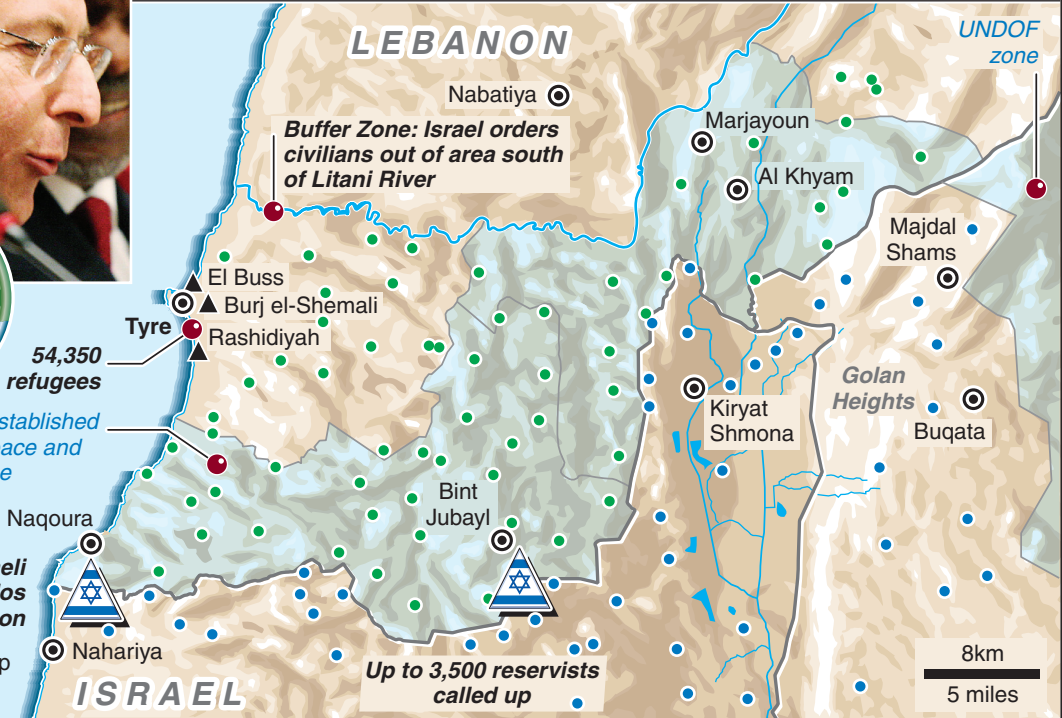 LEBANON
UNDOF
zone
Nabatiya
Buffer Zone: Israel orders
civilians out of area south
of Litani River
Marjayoun
Al Khyam
Majdal
Shams
El Buss
Burj el-Shemali
Tyre
Rashidiyah
54,350
refugees
Golan
Heights
Kiryat
Shmona
Buqata
stablished
ace and
e
Bint
Jubayl
Naqoura
eli
los
on
p
Nahariya
ISRAEL
Up to 3,500 reservists
called up
8km
5 miles